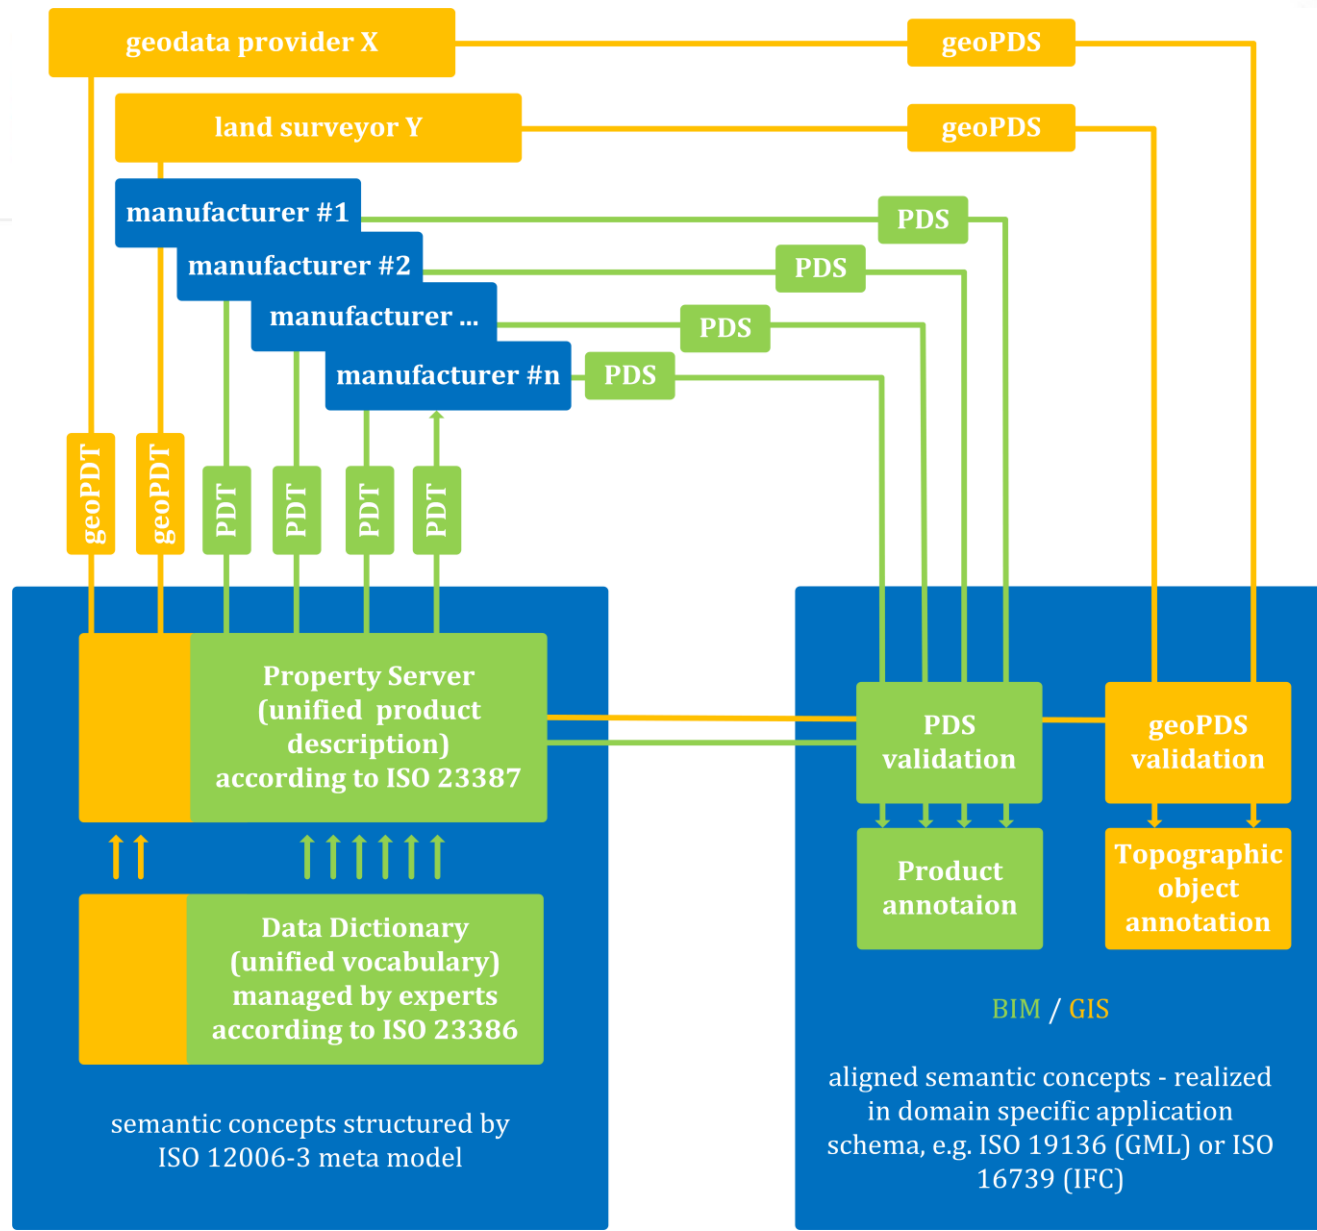 geodata provider X
geoPDS
land surveyor Y
geoPDS
manufacturer #1
PDS
manufacturer #2
PDS
manufacturer ...
PDS
manufacturer #n
PDS
geoPDT
geoPDT
PDT
PDT
PDT
PDT
Property Server
(unified product
description)
according to ISO 23387
PDS
validation
geoPDS
validation
Data Dictionary
(unified vocabulary)
managed by experts
according to ISO 23386
Product
annotaion
Topographic
object
annotation
semantic concepts structured by
ISO 12006-3 meta model
BIM / GIS
aligned semantic concepts - realized
in domain specific application
schema, e.g. ISO 19136 (GML) or ISO
16739 (IFC)